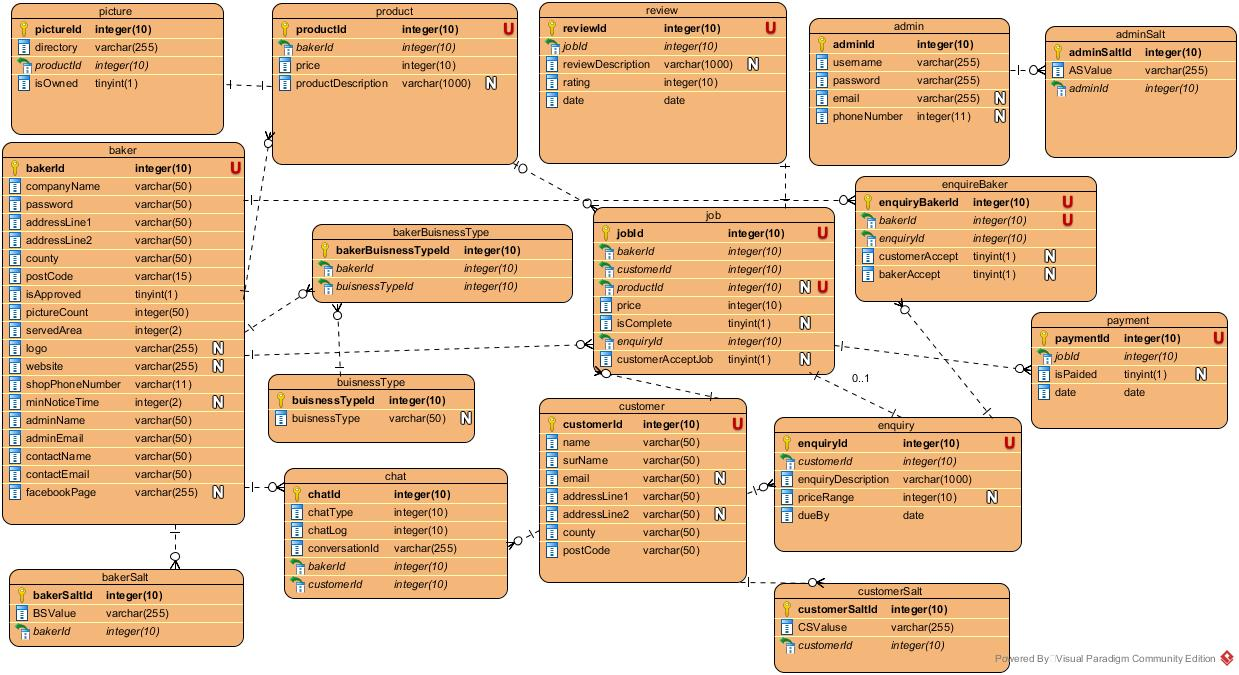 picture
pictureId integer(10)
directory varchar(255)
productId integer(10)
isOwned tinyint(1)
product
productId integer(10) U
bakerId integer(10)
price integer(10)
productDescription varchar(1000) N
review
reviewId integer(10) U
jobId integer(10)
reviewDescription varchar(1000) N
rating integer(10)
date date
admin
adminId integer(10)
username varchar(255)
password varchar(255)
email varchar(255) N
phoneNumber integer(11) N
adminSalt
adminSaltId integer(10)
ASValue varchar(255)
adminId integer(10)
baker
bakerId integer(10) U
companyName varchar(50)
password varchar(50)
addressLine1 varchar(50)
addressLine2 varchar(50)
county varchar(50)
postCode varchar(15)
isApproved tinyint(1)
pictureCount integer(50)
servedArea integer(2)
logo varchar(255) N
website varchar(255) N
shopPhoneNumber varchar(11)
minNoticeTime integer(2) N
adminName varchar(50)
adminEmail varchar(50)
contactName varchar(50)
contactEmail varchar(50)
facebookPage varchar(255) N
bakerBuisnessType
bakerBuisnessTypeId integer(10)
bakerId integer(10)
buisnessTypeId integer(10)
job
jobId integer(10) U
bakerId integer(10)
customerId integer(10)
productId integer(10) N U
price integer(10)
isComplete tinyint(1) N
enquiryId integer(10)
customerAcceptJob tinyint(1) N
enquireBaker
enquiryBakerId integer(10) U
bakerId integer(10) U
enquiryId integer(10)
customerAccept tinyint(1) N
bakerAccept tinyint(1) N
payment
paymentId integer(10) U
jobId integer(10)
isPaided tinyint(1) N
date date
0..1
buisnessType
buisnessTypeId integer(10)
buisnessType varchar(50) N
customer
customerId integer(10) U
name varchar(50)
surName varchar(50)
email varchar(50) N
addressLine1 varchar(50)
addressLine2 varchar(50) N
county varchar(50)
postCode varchar(50)
enquiry
enquiryId integer(10) U
customerId integer(10)
enquiryDescription varchar(1000)
priceRange integer(10) N
dueBy date
chat
chatId integer(10)
chatType integer(10)
chatLog integer(10)
conversationId varchar(255)
bakerId integer(10)
customerId integer(10)
bakerSalt
bakerSaltId integer(10)
BSValue varchar(255)
bakerId integer(10)
customerSalt
customerSaltId integer(10)
CSValuse varchar(255)
customerId integer(10)
Powered By Visual Paradigm Community Edition